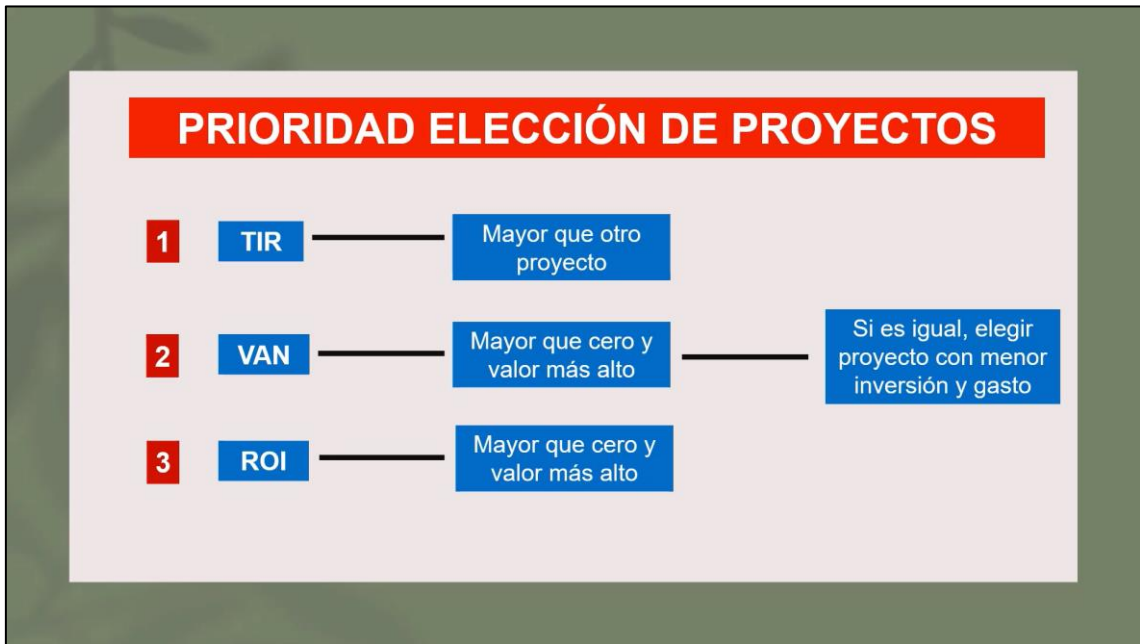 PRIORIDAD ELECCIÓN DE PROYECTOS
1
TIR
Mayor que otro
proyecto
2
VAN
Mayor que cero y
valor más alto
Si es igual, elegir
proyecto con menor
inversión y gasto
3
ROI
Mayor que cero y
valor más alto